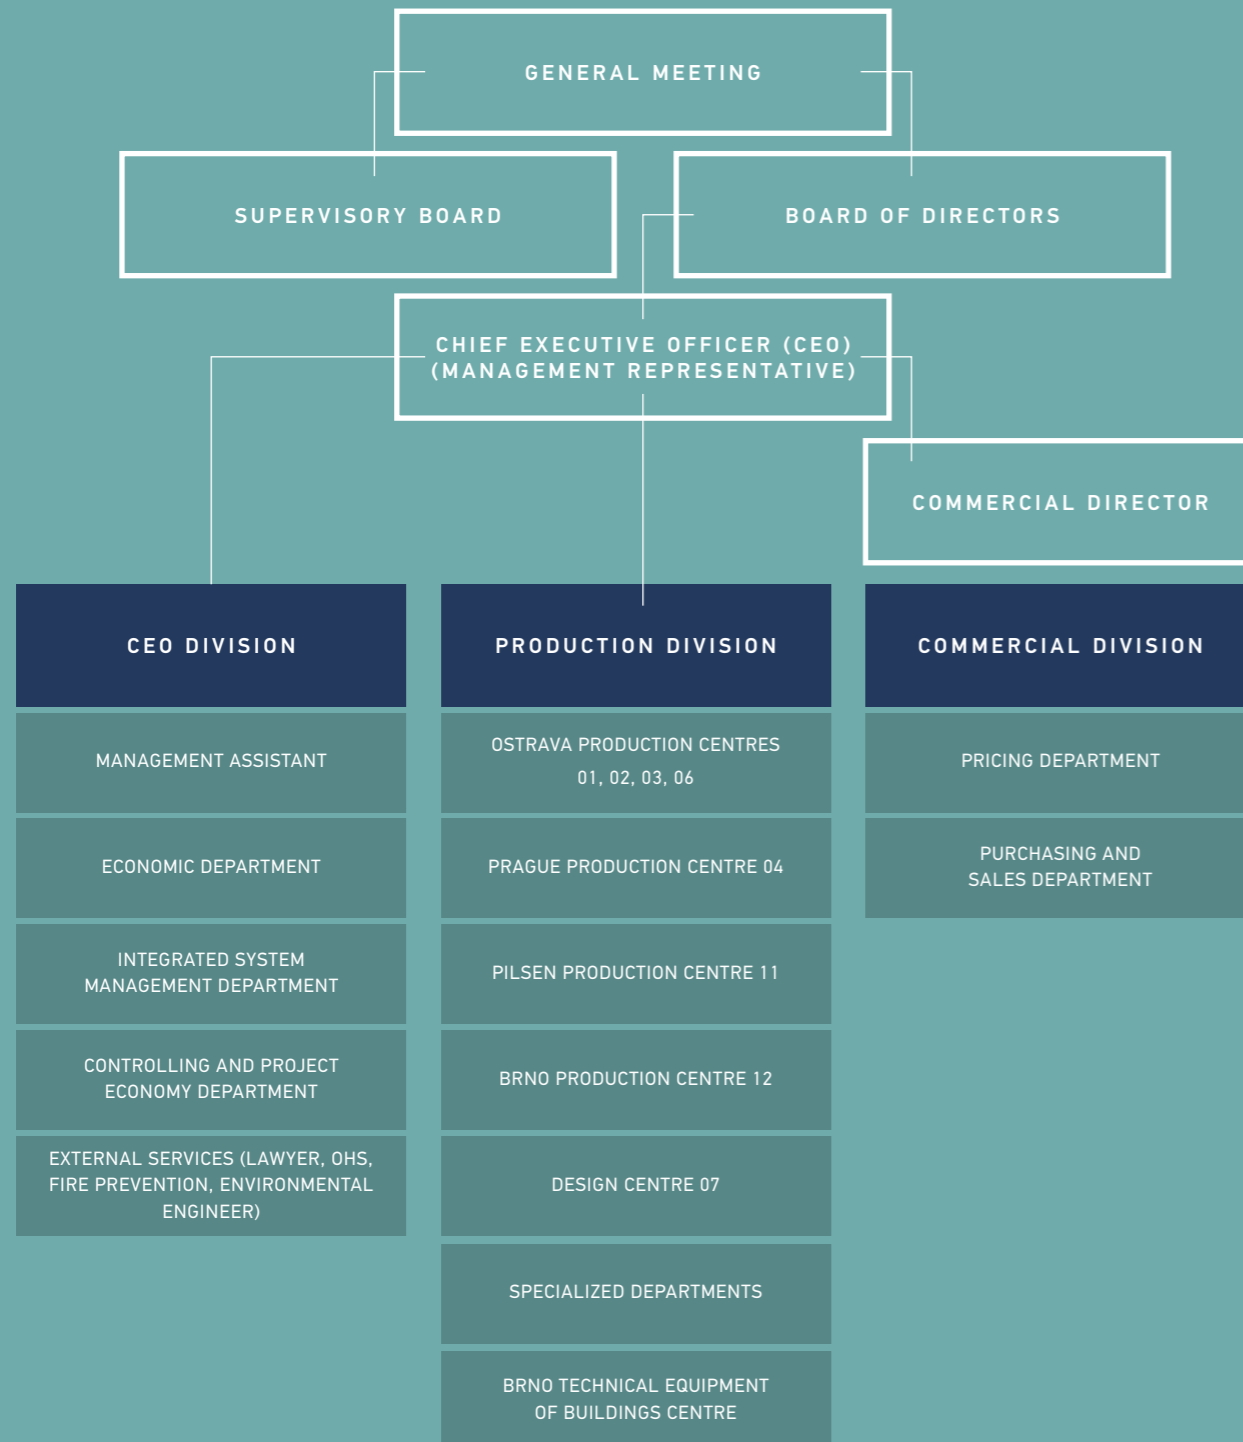 GENERAL MEETING
SUPERVISORY BOARD
BOARD OF DIRECTORS
CHIEF EXECUTIVE OFFICER (CEO)
(MANAGEMENT REPRESENTATIVE)
COMMERCIAL DIRECTOR
CEO DIVISION
MANAGEMENT ASSISTANT
ECONOMIC DEPARTMENT
INTEGRATED SYSTEM
MANAGEMENT DEPARTMENT
CONTROLLING AND PROJECT
ECONOMY DEPARTMENT
EXTERNAL SERVICES (LAWYER, OHS,
FIRE PREVENTION, ENVIRONMENTAL
ENGINEER)
PRODUCTION DIVISION
OSTRAVA PRODUCTION CENTRES
01, 02, 03, 06
PRAGUE PRODUCTION CENTRE 04
PILSEN PRODUCTION CENTRE 11
BRNO PRODUCTION CENTRE 12
DESIGN CENTRE 07
SPECIALIZED DEPARTMENTS
BRNO TECHNICAL EQUIPMENT
OF BUILDINGS CENTRE
COMMERCIAL DIVISION
PRICING DEPARTMENT
PURCHASING AND
SALES DEPARTMENT